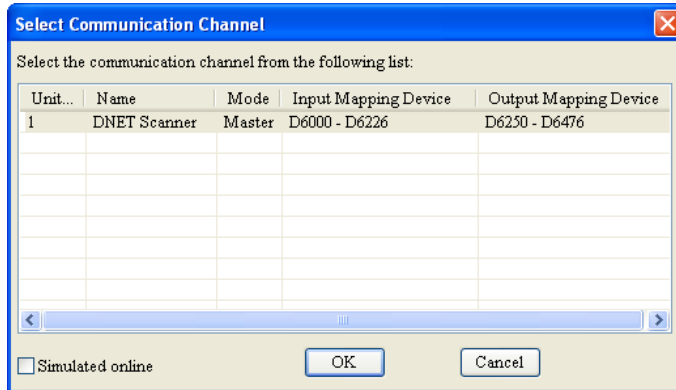 Select Communication Channel
Select the communication channel from the following list:
Unit... Name Mode Input Mapping Device Output Mapping Device
1 DNET Scanner Master D6000 - D6226 D6250 - D6476
Simulated online OK Cancel